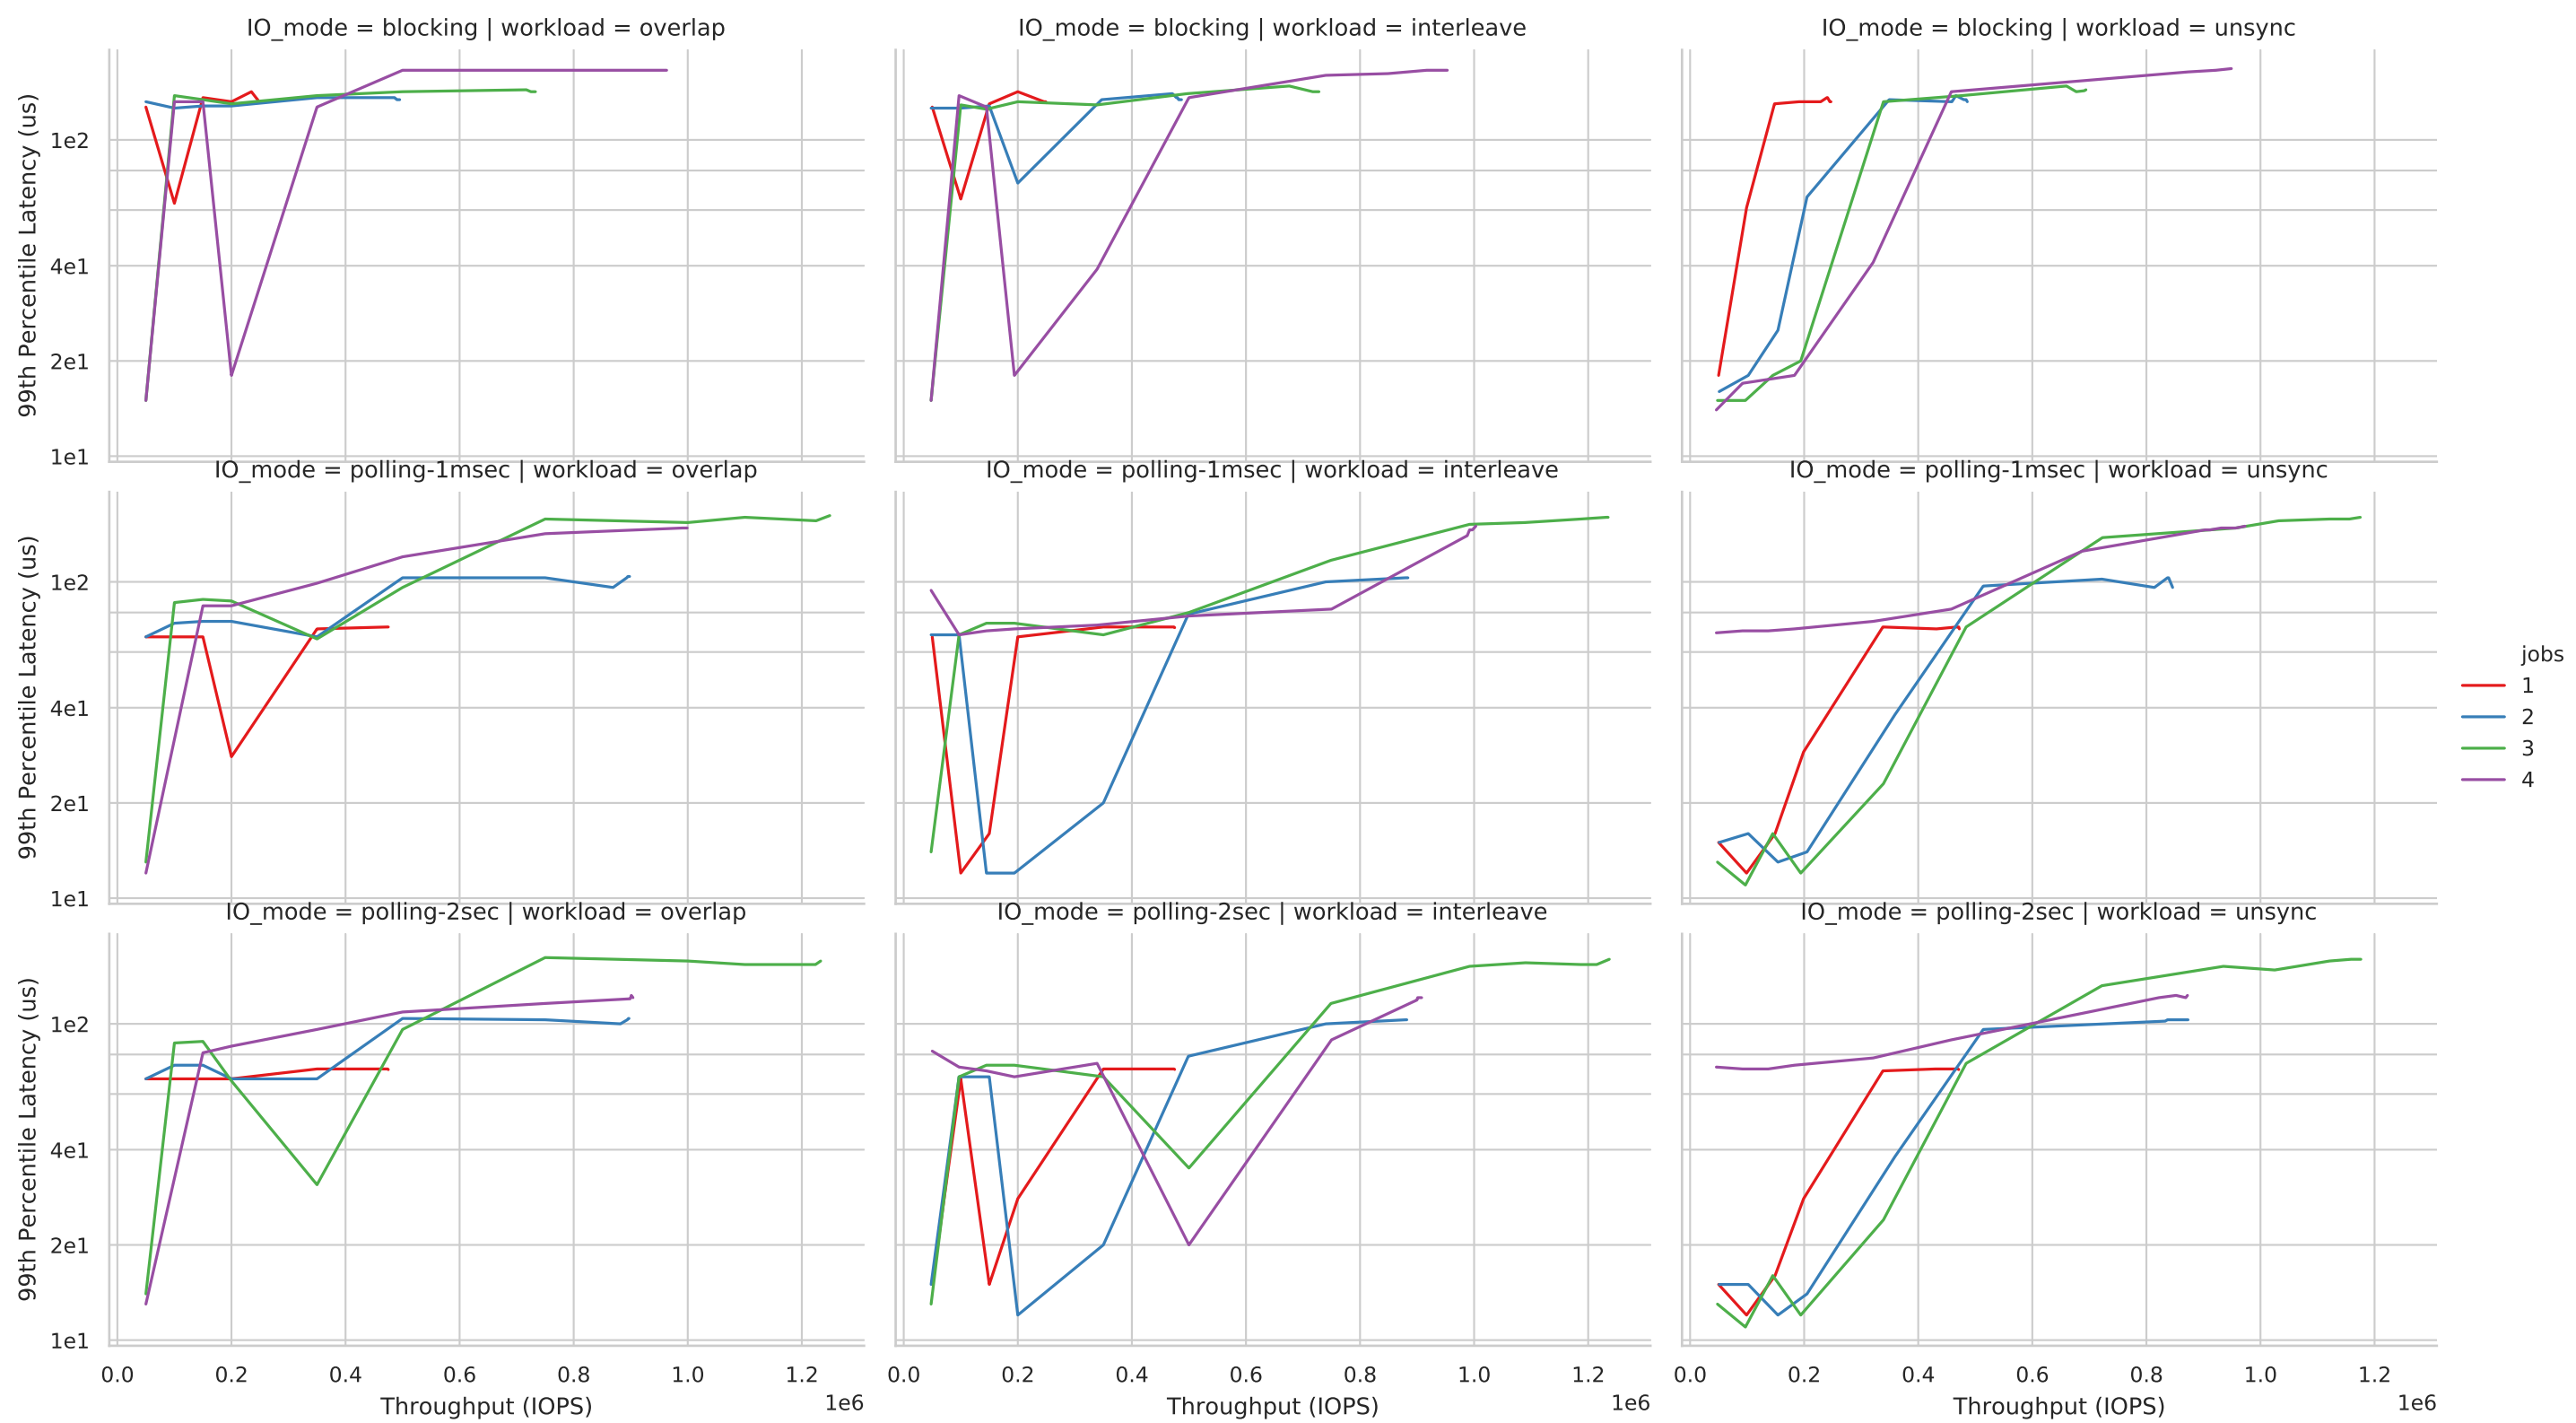 IO_mode = blocking | workload = overlap
IO_mode = blocking | workload = interleave
IO_mode = blocking | workload = unsync
99th Percentile Latency (us)
1e2
4e1
2e1
1e1
IO_mode = polling-1msec | workload = overlap
IO_mode = polling-1msec | workload = interleave
IO_mode = polling-1msec | workload = unsync
99th Percentile Latency (us)
1e2
4e1
2e1
1e1
jobs
1
2
3
4
IO_mode = polling-2sec | workload = overlap
IO_mode = polling-2sec | workload = interleave
IO_mode = polling-2sec | workload = unsync
99th Percentile Latency (us)
1e2
4e1
2e1
1e1
0.0 0.2 0.4 0.6 0.8 1.0 1.2
Throughput (IOPS)
1e6
0.0 0.2 0.4 0.6 0.8 1.0 1.2
Throughput (IOPS)
1e6
0.0 0.2 0.4 0.6 0.8 1.0 1.2
Throughput (IOPS)
1e6